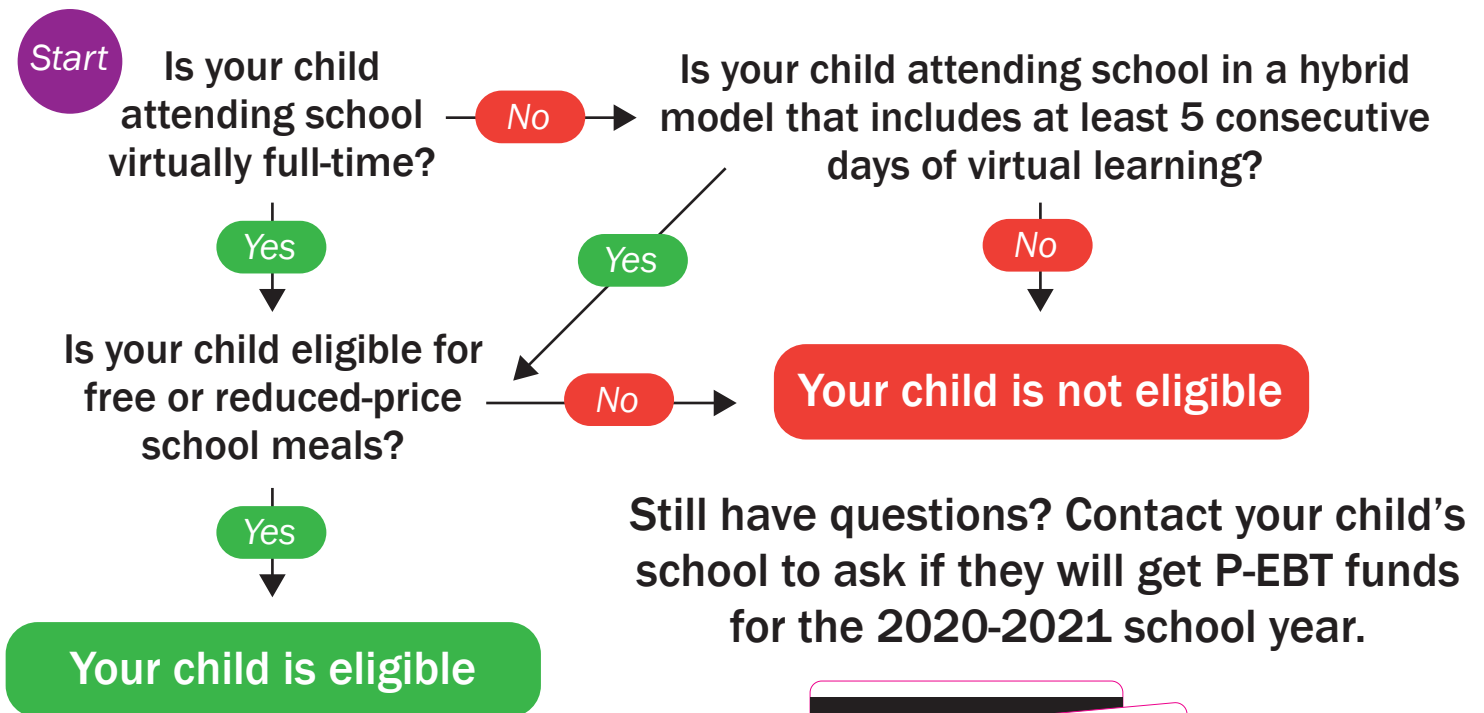 Start
Is your child
attending school
virtually full-time?
No
Is your child attending school in a hybrid
model that includes at least 5 consecutive
days of virtual learning?
Yes
Yes
No
Is your child eligible for
free or reduced-price
school meals?
No
Your child is not eligible
Yes
Your child is eligible
Still have questions? Contact your child’s
school to ask if they will get P-EBT funds
for the 2020-2021 school year.